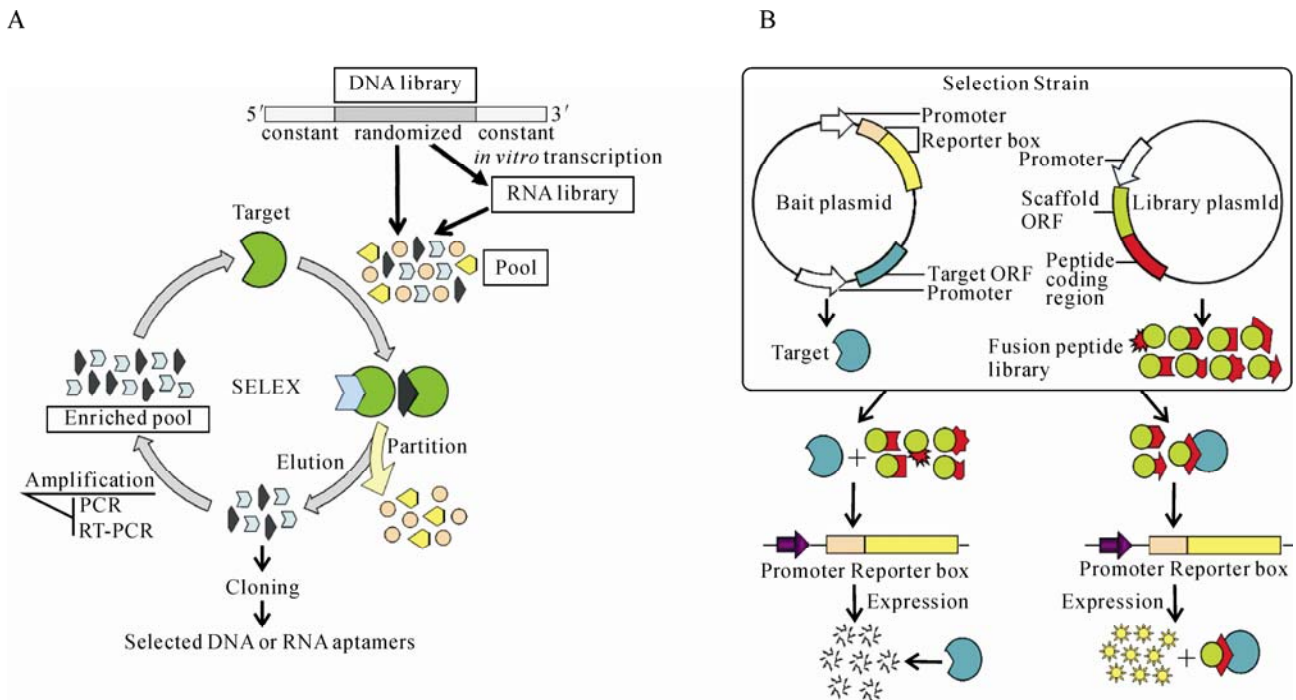 A
DNA library
5′
3′
constant
randomized
constant
in vitro transcription
RNA library
Target
Pool
SELEX
Enriched pool
Partition
Elution
Amplification
PCR
RT-PCR
Cloning
Selected DNA or RNA aptamers
B
Selection Strain
Promoter
Reporter box
Bait plasmid
Target ORF
Promoter
Target
Promoter
Scaffold
ORF
Library plasmld
Peptide
coding
region
Fusion peptide
library
+
Promoter Reporter box
Expression
Promoter Reporter box
Expression
+